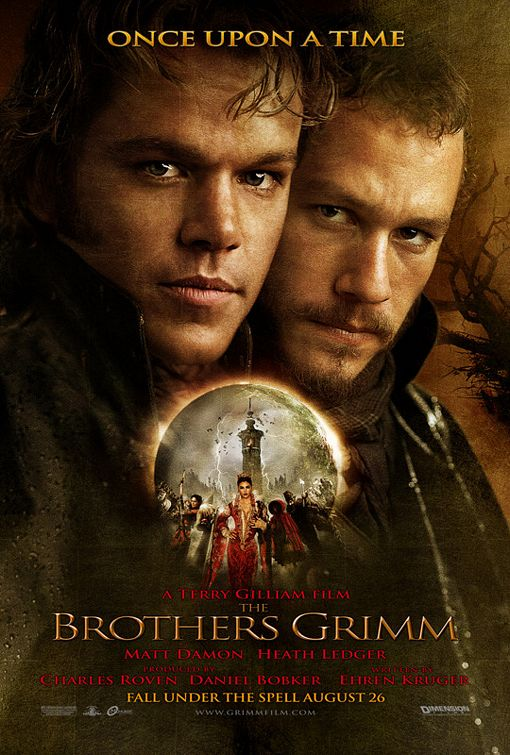 ONCE UPON A TIME
A TERRY GILLIAM FILM
THE
BROTHERS GRIMM
MATT DAMON HEATH LEDGER
PRODUCED BY WRITTEN BY
CHARLES ROVEN DANIEL BOBKER EHREN KRUGER
FALL UNDER THE SPELL AUGUST 26
WWW.GRIMMFILM.COM
DIMENSION